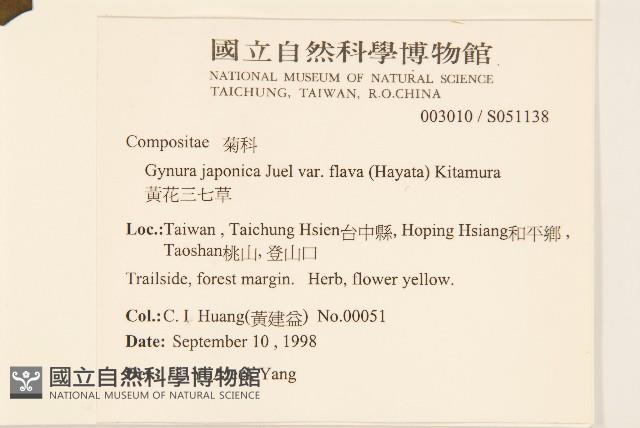 國立自然科學博物館
NATIONAL MUSEUM OF NATURAL SCIENCE
TAICHUNG, TAIWAN, R.O.CHINA
003010 / S051138
Compositae 菊科
Gynura japonica Juel var. flava (Hayata) Kitamura
黃花三七草
Loc.:Taiwan , Taichung Hsien台中縣, Hoping Hsiang和平鄉 ,
Taoshan桃山, 登山口
Trailside, forest margin. Herb, flower yellow.
Col.: C. I. Huang(黃建益) No.00051
Date: September 10 , 1998
Yang
國立自然科學博物館
NATIONAL MUSEUM OF NATURAL SCIENCE